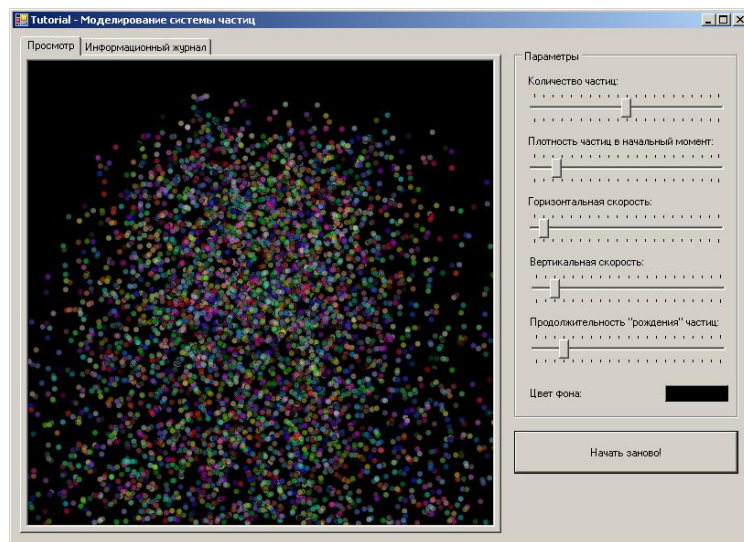 Tutorial - Моделирование системы частиц
Просмотр
Информационный журнал
Параметры
Количество частиц:
Плотность частиц в начальный момент:
Горизонтальная скорость:
Вертикальная скорость:
Продолжительность "рождения" частиц:
Цвет фона:
Начать заново!